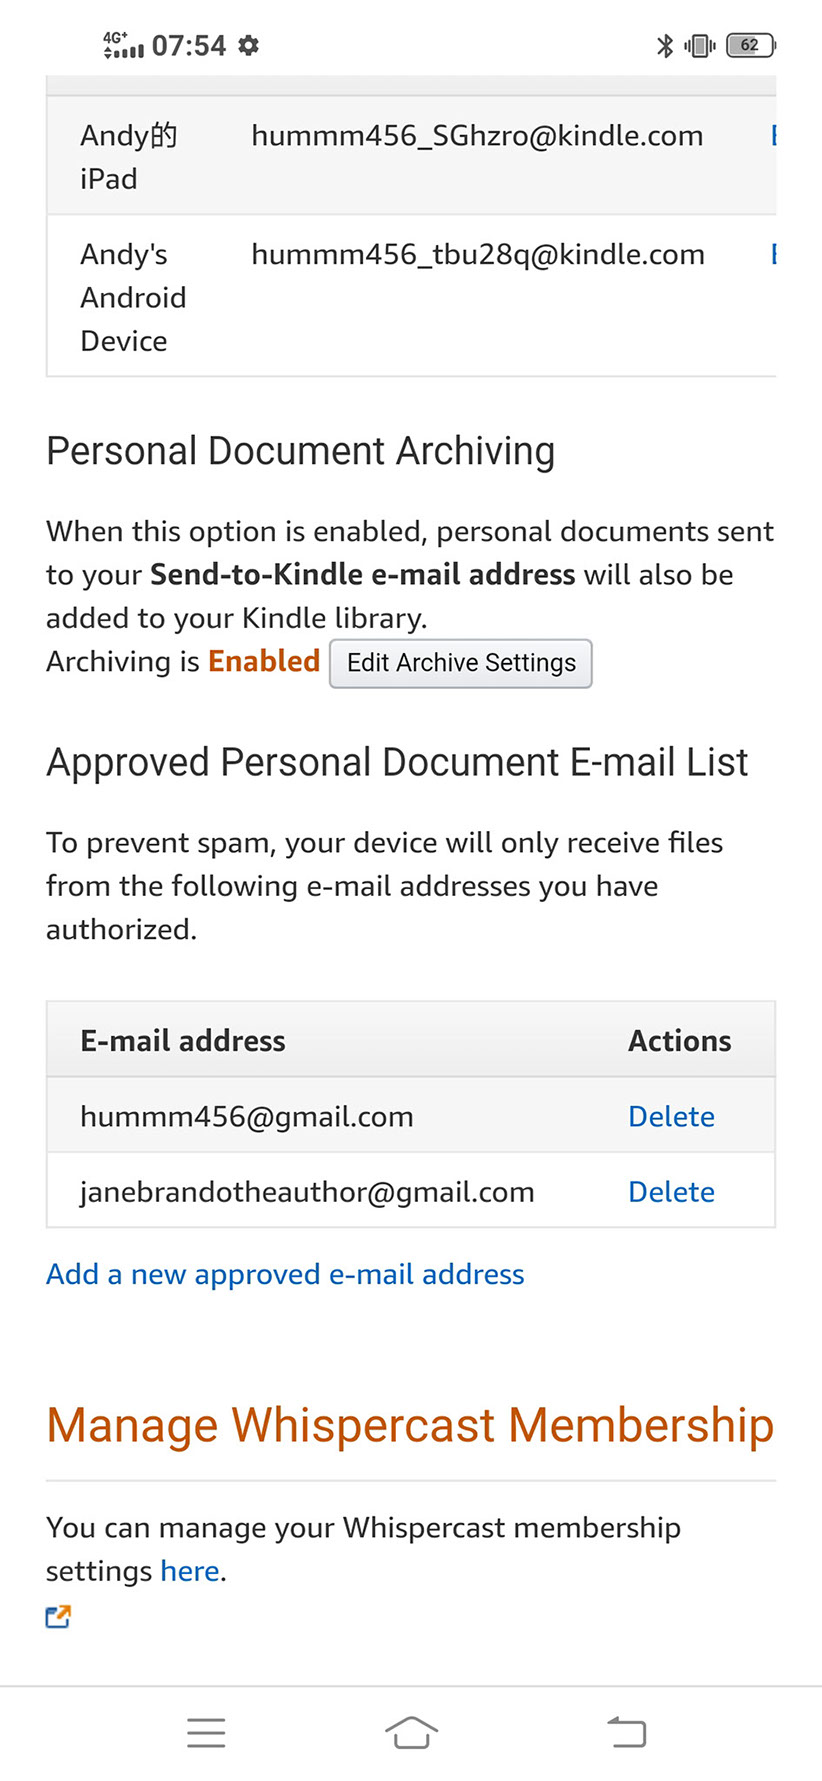 4G+ 07:54 62
Andy的 hummm456_SGhzro@kindle.com
iPad
Andy's hummm456_tbu28q@kindle.com
Android
Device
Personal Document Archiving
When this option is enabled, personal documents sent
to your Send-to-Kindle e-mail address will also be
added to your Kindle library.
Archiving is Enabled Edit Archive Settings
Approved Personal Document E-mail List
To prevent spam, your device will only receive files
from the following e-mail addresses you have
authorized.
E-mail address Actions
hummm456@gmail.com Delete
janebrandotheauthor@gmail.com Delete
Add a new approved e-mail address
Manage Whispercast Membership
You can manage your Whispercast membership
settings here.